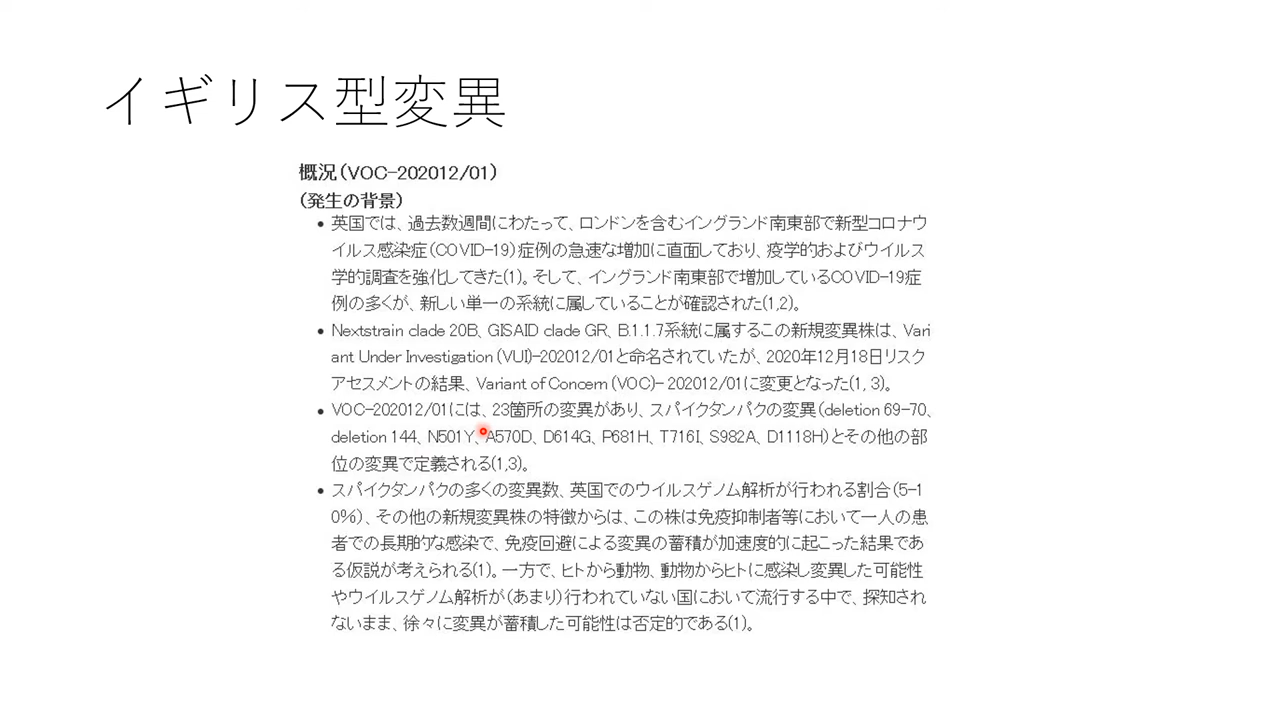 イギリス型変異
概況(VOC-202012/01)
(発生の背景)
• 英国では、過去数週間にわたって、ロンドンを含むイングランド南東部で新型コロナウ
イルス感染症(COVID-19)症例の急速な増加に直面しており、疫学的およびウイルス
学的調査を強化してきた(1)。そして、イングランド南東部で増加しているCOVID-19症
例の多くが、新しい単一の系統に属していることが確認された(1,2)。
• Nextstrain clade 20B、GISAID clade GR、B.1.1.7系統に属するこの新規変異株は、Vari
ant Under Investigation (VUI)-202012/01と命名されていたが、2020年12月18日リスク
アセスメントの結果、Variant of Concern (VOC)- 202012/01に変更となった(1, 3)。
• VOC-202012/01には、23箇所の変異があり、スパイクタンパクの変異(deletion 69-70、
deletion 144、N501Y、A570D、D614G、P681H、T716I、S982A、D1118H)とその他の部
位の変異で定義される(1,3)。
• スパイクタンパクの多くの変異数、英国でのウイルスゲノム解析が行われる割合(5-1
0%)、その他の新規変異株の特徴からは、この株は免疫抑制者等において一人の患
者での長期的な感染で、免疫回避による変異の蓄積が加速度的に起こった結果であ
る仮説が考えられる(1)。一方で、ヒトから動物、動物からヒトに感染し変異した可能性
やウイルスゲノム解析が(あまり)行われていない国において流行する中で、探知され
ないまま、徐々に変異が蓄積した可能性は否定的である(1)。